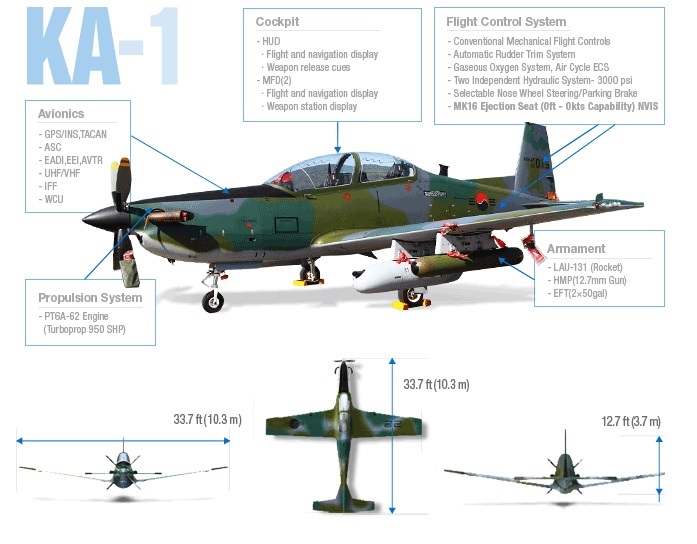 KA-1
Cockpit
- HUD
· Flight and navigation display
· Weapon release cues
- MFD(2)
· Flight and navigation display
· Weapon station display
Flight Control System
- Conventional Mechanical Flight Controls
- Automatic Rudder Trim System
- Gaseous Oxygen System, Air Cycle ECS
- Two Independent Hydraulic System- 3000 psi
- Selectable Nose Wheel Steering/Parking Brake
- MK16 Ejection Seat (0ft - 0kts Capability) NVIS
Avionics
- GPS/INS,TACAN
- ASC
- EADI,EEI,AVTR
- UHF/VHF
- IFF
- WCU
Armament
- LAU-131 (Rocket)
- HMP(12.7mm Gun)
- EFT(2×50gal)
Propulsion System
- PT6A-62 Engine
(Turboprop 950 SHP)
33.7 ft (10.3 m)
33.7 ft (10.3 m)
12.7 ft (3.7 m)